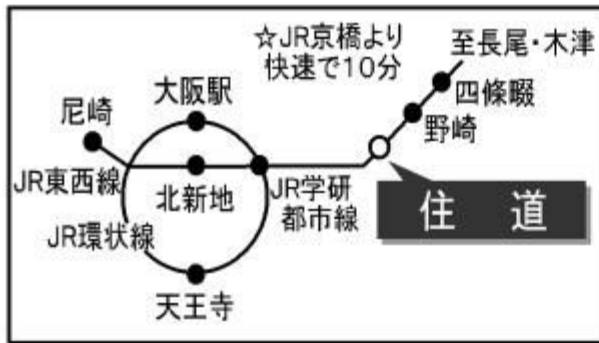 ☆JR京橋より
快速で10分
至長尾・木津
四條畷
野崎
大阪駅
尼崎
JR東西線
北新地
JR学研
都市線
住道
JR環状線
天王寺